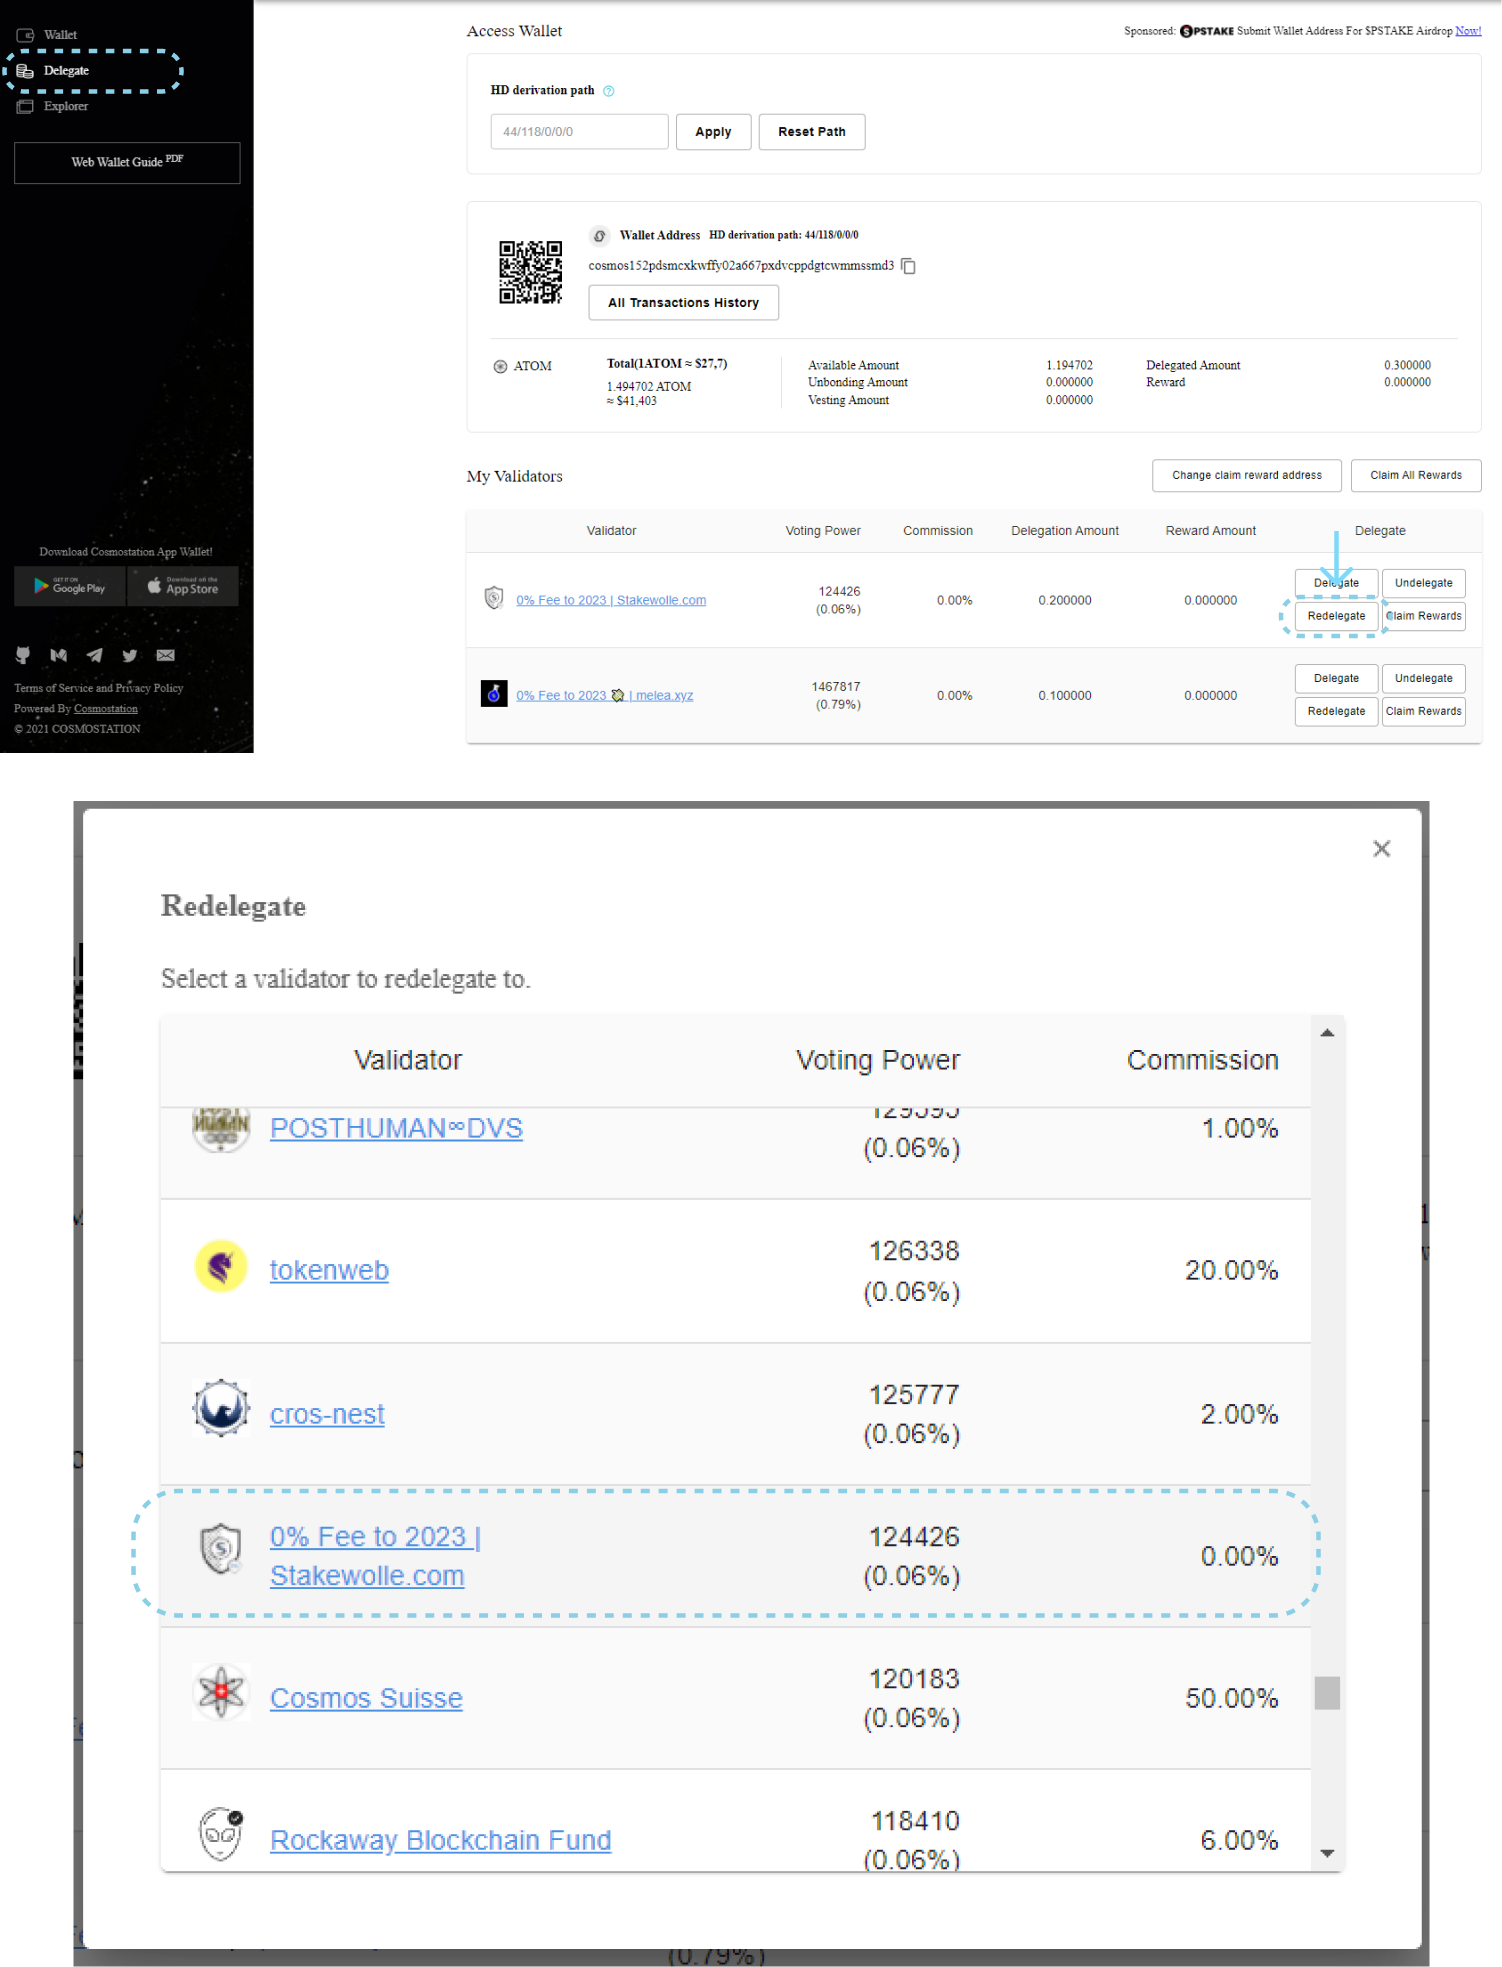 Wallet
Delegate
Explorer
Web Wallet Guide PDF
Download Cosmostation App Wallet!
GET IT ON
Google Play
Download on the
App Store
Terms of Service and Privacy Policy
Powered By Cosmostation
© 2021 COSMOSTATION
Access Wallet
Sponsored: PSTAKE Submit Wallet Address For $PSTAKE Airdrop Now!
HD derivation path ?
44/118/0/0/0
Apply
Reset Path
Wallet Address HD derivation path: 44/118/0/0/0
cosmos152pdsmcxkwffy02a667pxdvcppdgtcwmmssmd3
All Transactions History
ATOM
Total(1ATOM ≈ $27,7)
1.494702 ATOM
≈ $41,403
Available Amount 1.194702
Unbonding Amount 0.000000
Vesting Amount 0.000000
Delegated Amount 0.300000
Reward 0.000000
My Validators
Change claim reward address
Claim All Rewards
Validator Voting Power Commission Delegation Amount Reward Amount Delegate
0% Fee to 2023 | Stakewolle.com 124426 (0.06%) 0.00% 0.200000 0.000000
Delegate Undelegate
Redelegate Claim Rewards
0% Fee to 2023 | melea.xyz 1467817 (0.79%) 0.00% 0.100000 0.000000
Delegate Undelegate
Redelegate Claim Rewards
Redelegate
Select a validator to redelegate to.
Validator Voting Power Commission
POSTHUMAN∞DVS (0.06%) 1.00%
tokenweb 126338 (0.06%) 20.00%
cros-nest 125777 (0.06%) 2.00%
0% Fee to 2023 |
Stakewolle.com 124426 (0.06%) 0.00%
Cosmos Suisse 120183 (0.06%) 50.00%
Rockaway Blockchain Fund 118410 (0.06%) 6.00%
(0.79%)